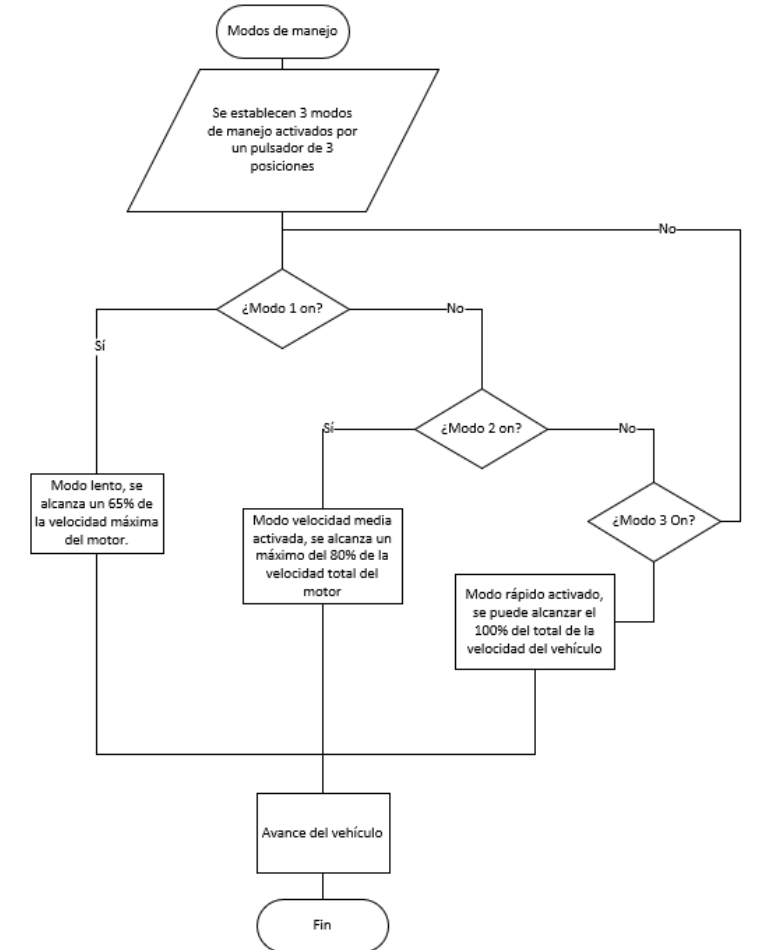 Modos de manejo
Se establecen 3 modos
de manejo activados por
un pulsador de 3
posiciones
No
¿Modo 1 on?
No
Sí
¿Modo 2 on?
Sí
No
Modo lento, se
alcanza un 65% de
la velocidad máxima
del motor.
Modo velocidad media
activada, se alcanza un
máximo del 80% de la
velocidad total del
motor
¿Modo 3 On?
Modo rápido activado,
se puede alcanzar el
100% del total de la
velocidad del vehículo
Avance del vehículo
Fin